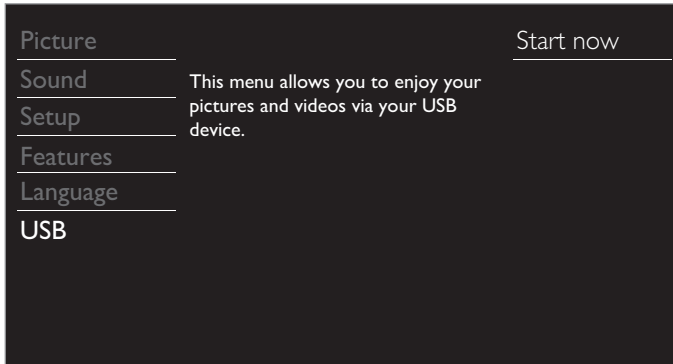 Picture
Sound
Setup
Features
Language
USB
This menu allows you to enjoy your
pictures and videos via your USB
device.
Start now